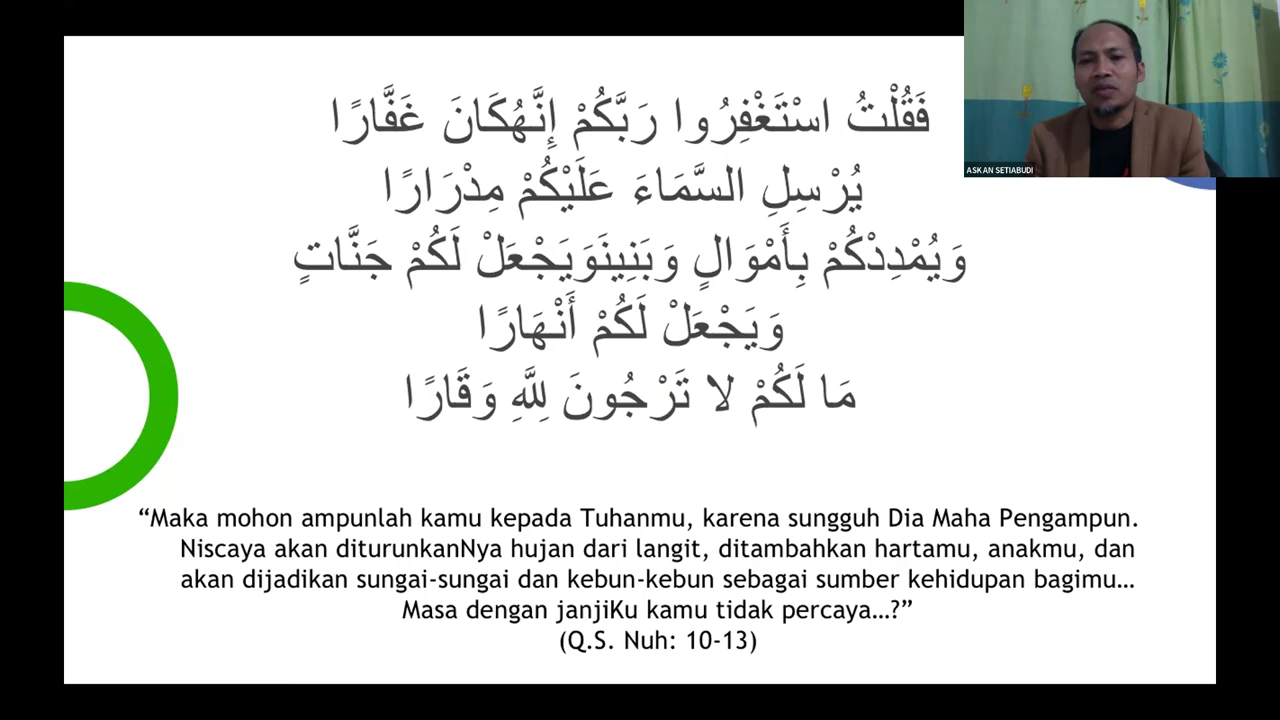 فَقُلْتُ اسْتَغْفِرُوا رَبَّكُمْ إِنَّهُكَانَ غَفَّارًا
يُرْسِلِ السَّمَاءَ عَلَيْكُمْ مِدْرَارًا
وَيُمْدِدْكُمْ بِأَمْوَالٍ وَبَنِينَوَيَجْعَلْ لَكُمْ جَنَّاتٍ
وَيَجْعَلْ لَكُمْ أَنْهَارًا
مَا لَكُمْ لا تَرْجُونَ لِلَّهِ وَقَارًا
ASKAN SETIABUDI
“Maka mohon ampunlah kamu kepada Tuhanmu, karena sungguh Dia Maha Pengampun.
Niscaya akan diturunkanNya hujan dari langit, ditambahkan hartamu, anakmu, dan
akan dijadikan sungai-sungai dan kebun-kebun sebagai sumber kehidupan bagimu…
Masa dengan janjiKu kamu tidak percaya…?”
(Q.S. Nuh: 10-13)